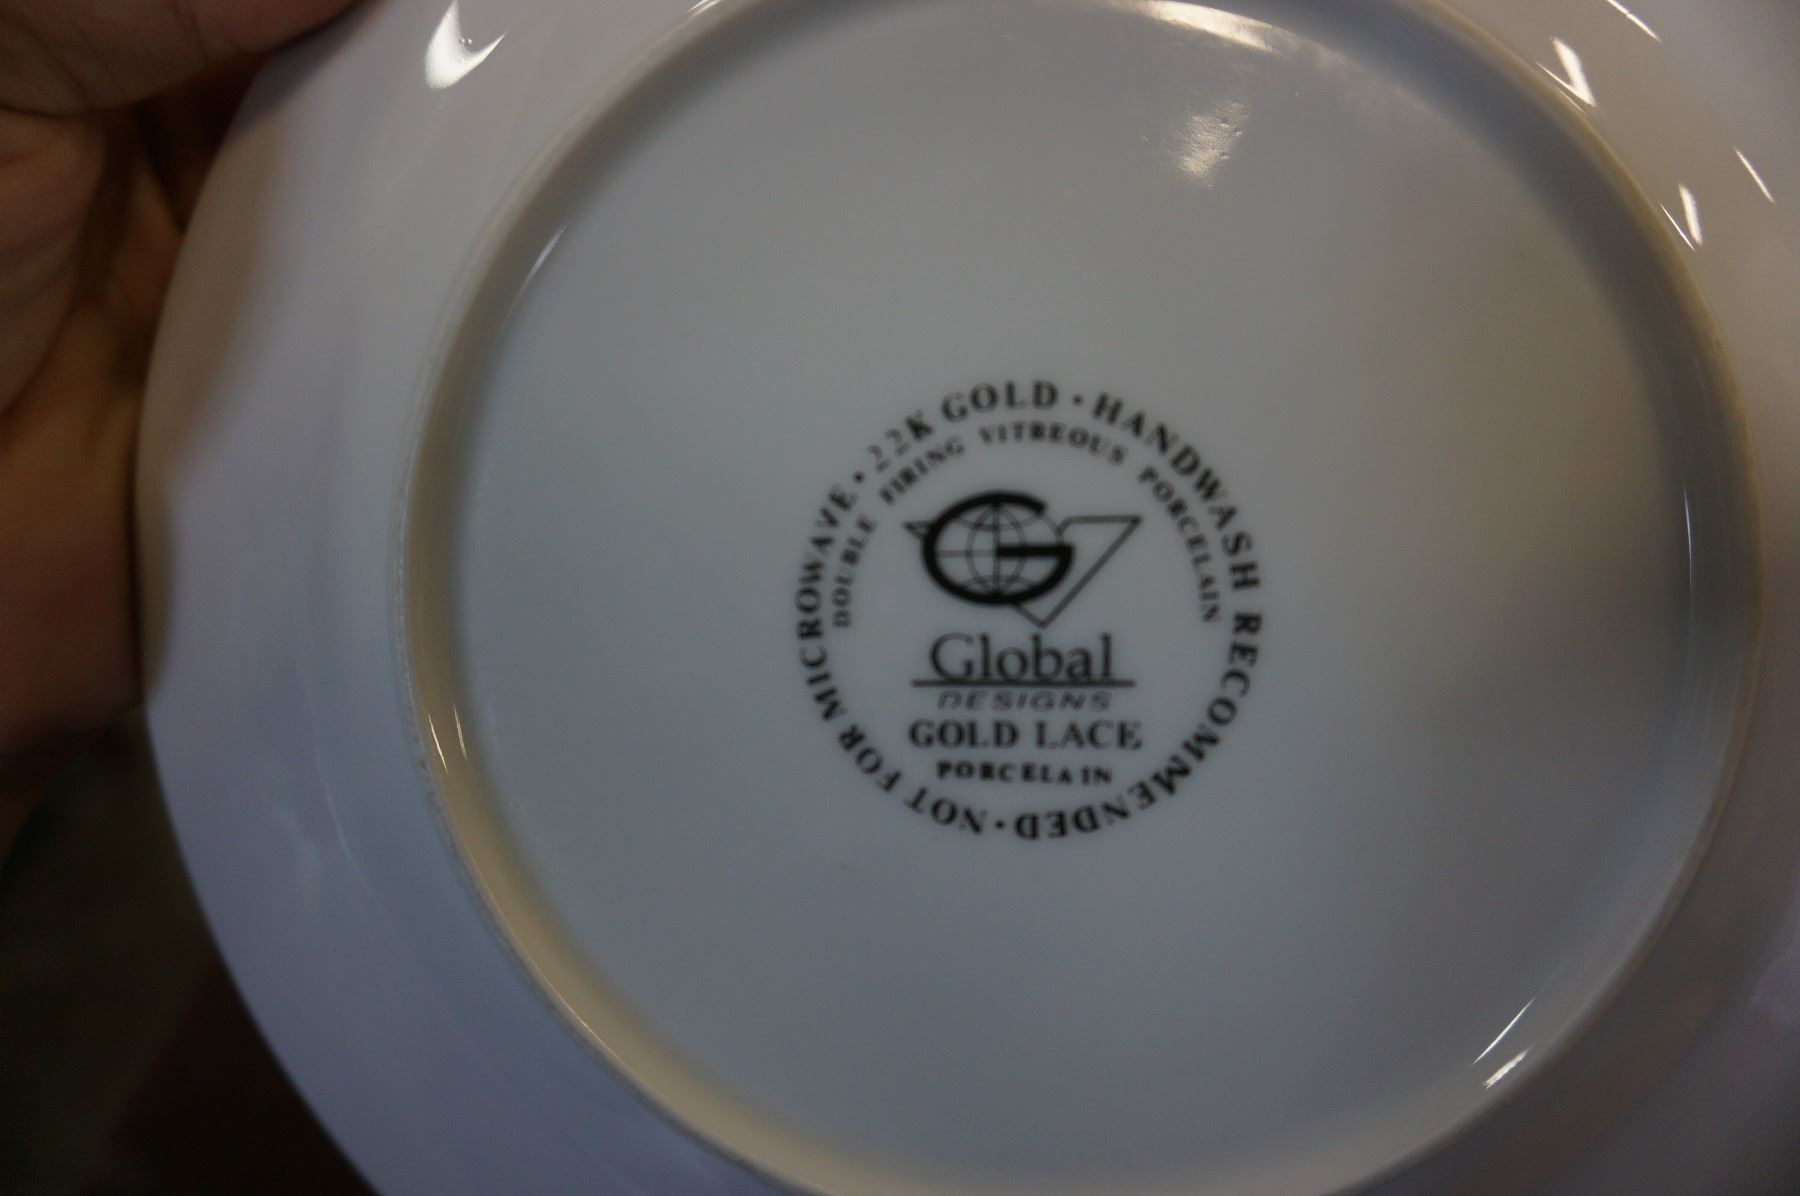 22K GOLD · HANDWASH RECOMMENDED · NOT FOR MICROWAVE ·
DOUBLE FIRING VITREOUS PORCELAIN
G
Global
DESIGNS
GOLD LACE
PORCELAIN